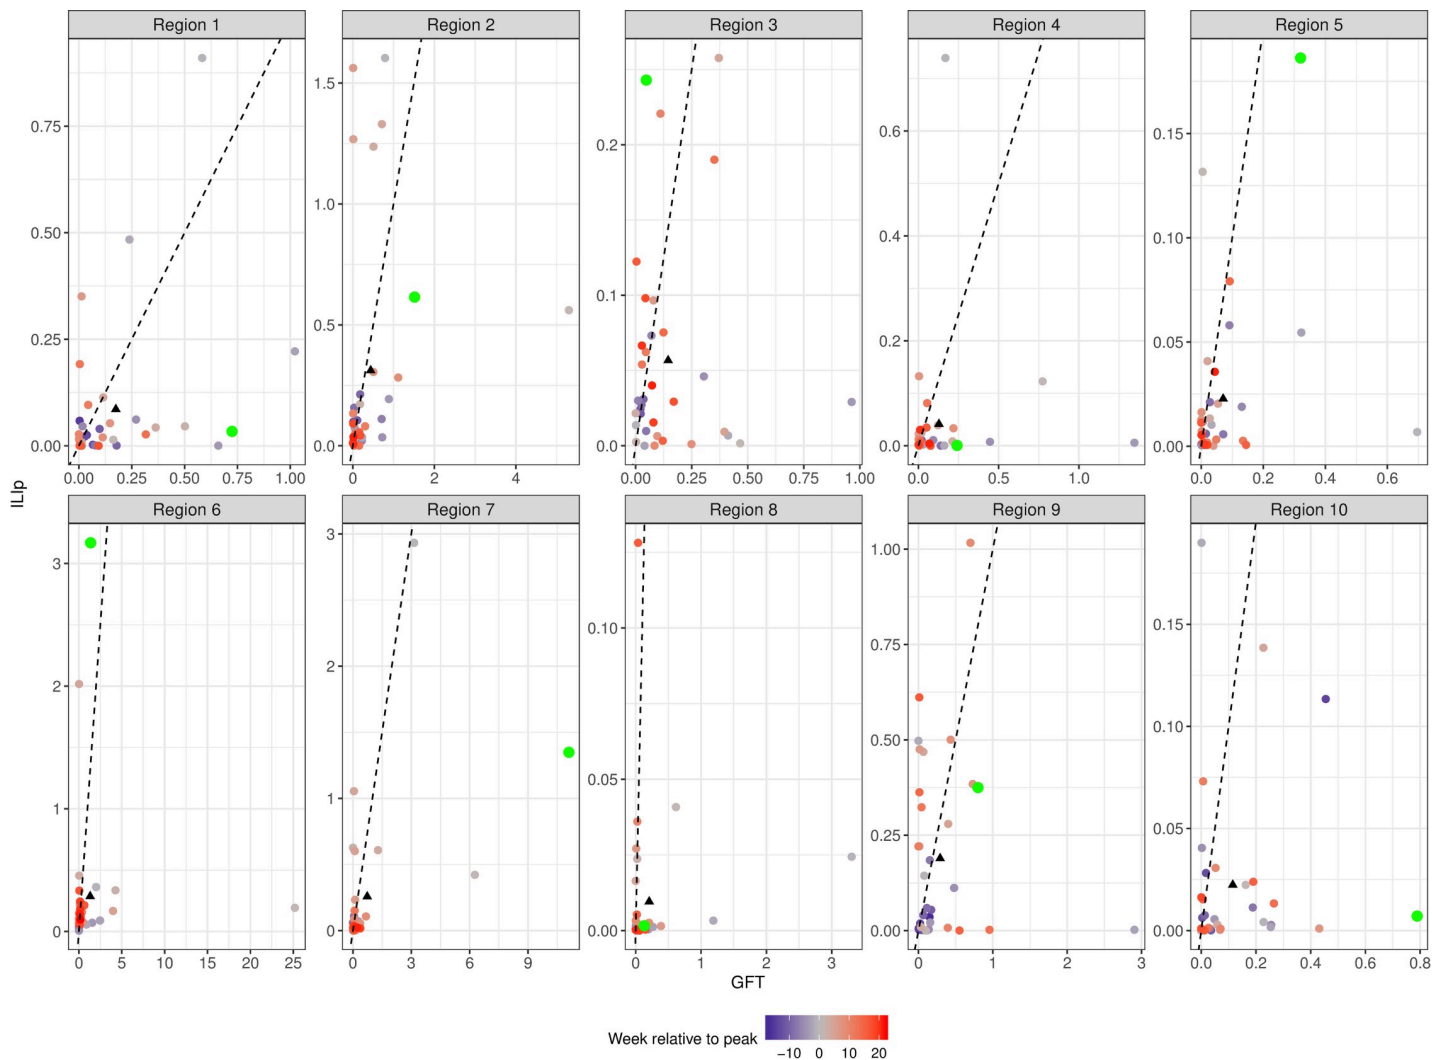 Region 1
Region 2
Region 3
Region 4
Region 5
0.75
0.50
0.25
0.00
1.5
1.0
0.5
0.0
0.2
0.1
0.0
0.6
0.4
0.2
0.0
0.15
0.10
0.05
0.00
0.00 0.25 0.50 0.75 1.00
0 2 4
0.00 0.25 0.50 0.75 1.00
0.0 0.5 1.0
0.0 0.2 0.4 0.6
ILIp
Region 6
Region 7
Region 8
Region 9
Region 10
3
2
1
0
3
2
1
0
0.10
0.05
0.00
1.00
0.75
0.50
0.25
0.00
0.15
0.10
0.05
0.00
0 5 10 15 20 25
0 3 6 9
0 1 2 3
0 1 2 3
0.0 0.2 0.4 0.6 0.8
GFT
Week relative to peak
−10 0 10 20